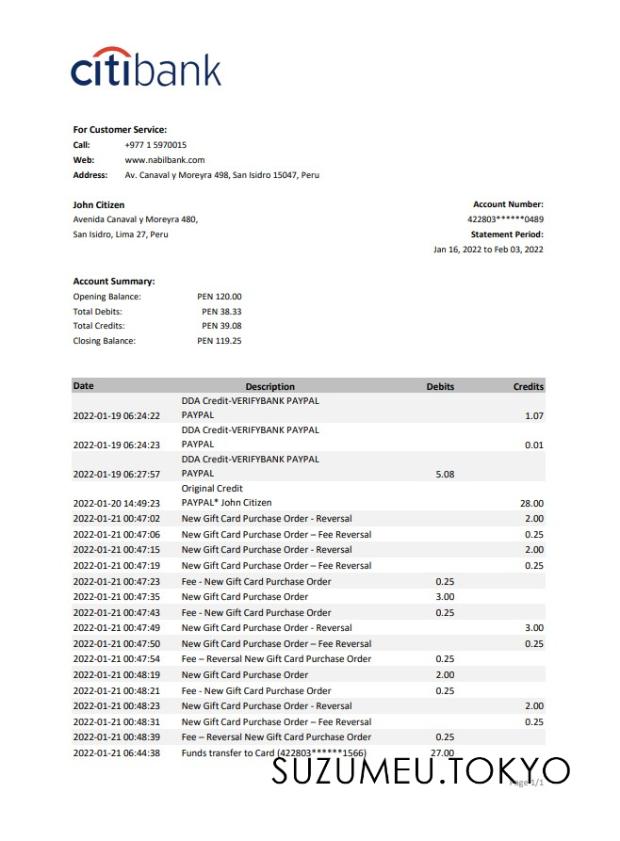 citibank
For Customer Service:
Call: +977 1 5970015
Web: www.nabilbank.com
Address: Av. Canaval y Moreyra 498, San Isidro 15047, Peru
John Citizen
Avenida Canaval y Moreyra 480,
San Isidro, Lima 27, Peru
Account Number:
422803******0489
Statement Period:
Jan 16, 2022 to Feb 03, 2022
Account Summary:
Opening Balance: PEN 120.00
Total Debits: PEN 38.33
Total Credits: PEN 39.08
Closing Balance: PEN 119.25
Date Description Debits Credits
DDA Credit-VERIFYBANK PAYPAL
2022-01-19 06:24:22 PAYPAL 1.07
DDA Credit-VERIFYBANK PAYPAL
2022-01-19 06:24:23 PAYPAL 0.01
DDA Credit-VERIFYBANK PAYPAL
2022-01-19 06:27:57 PAYPAL 5.08
Original Credit
2022-01-20 14:49:23 PAYPAL* John Citizen 28.00
2022-01-21 00:47:02 New Gift Card Purchase Order - Reversal 2.00
2022-01-21 00:47:06 New Gift Card Purchase Order – Fee Reversal 0.25
2022-01-21 00:47:15 New Gift Card Purchase Order - Reversal 2.00
2022-01-21 00:47:19 New Gift Card Purchase Order – Fee Reversal 0.25
2022-01-21 00:47:23 Fee - New Gift Card Purchase Order 0.25
2022-01-21 00:47:35 New Gift Card Purchase Order 3.00
2022-01-21 00:47:43 Fee - New Gift Card Purchase Order 0.25
2022-01-21 00:47:49 New Gift Card Purchase Order - Reversal 3.00
2022-01-21 00:47:50 New Gift Card Purchase Order – Fee Reversal 0.25
2022-01-21 00:47:54 Fee – Reversal New Gift Card Purchase Order 0.25
2022-01-21 00:48:19 New Gift Card Purchase Order 2.00
2022-01-21 00:48:21 Fee - New Gift Card Purchase Order 0.25
2022-01-21 00:48:23 New Gift Card Purchase Order - Reversal 2.00
2022-01-21 00:48:31 New Gift Card Purchase Order – Fee Reversal 0.25
2022-01-21 00:48:39 Fee – Reversal New Gift Card Purchase Order 0.25
2022-01-21 06:44:38 Funds transfer to Card (422803******1566) 27.00
SUZUMEU.TOKYO
Page 1/1